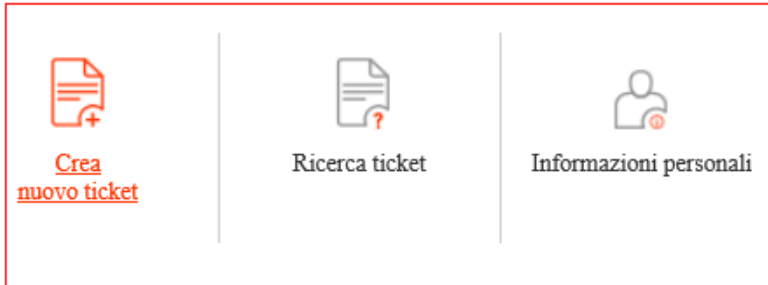 Crea
nuovo ticket
Ricerca ticket
Informazioni personali